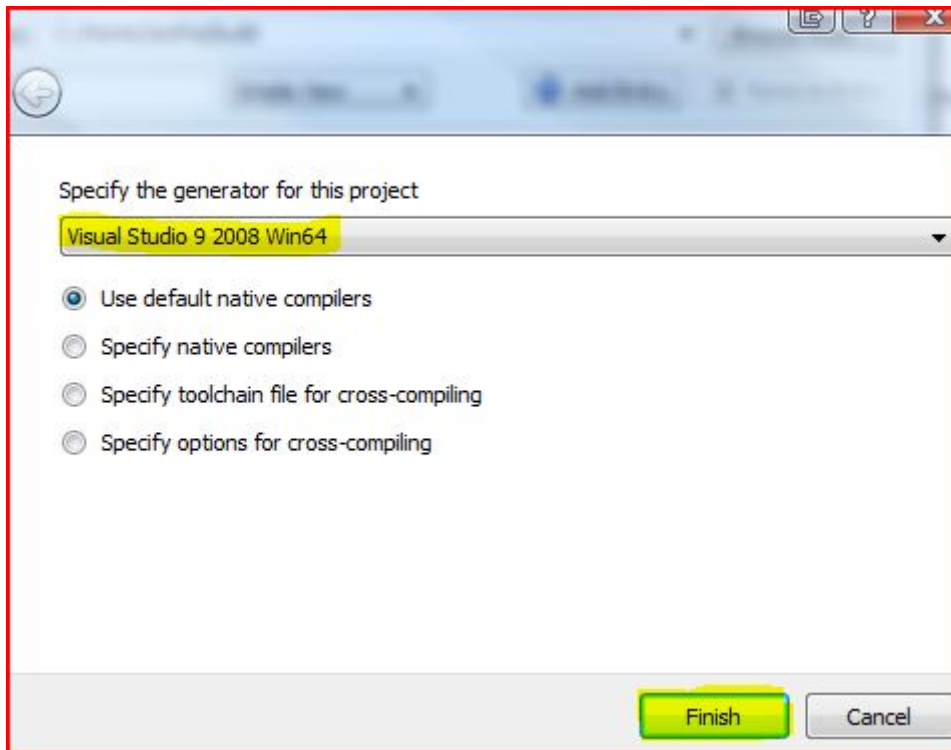 Specify the generator for this project
Visual Studio 9 2008 Win64
Use default native compilers
Specify native compilers
Specify toolchain file for cross-compiling
Specify options for cross-compiling
Finish Cancel